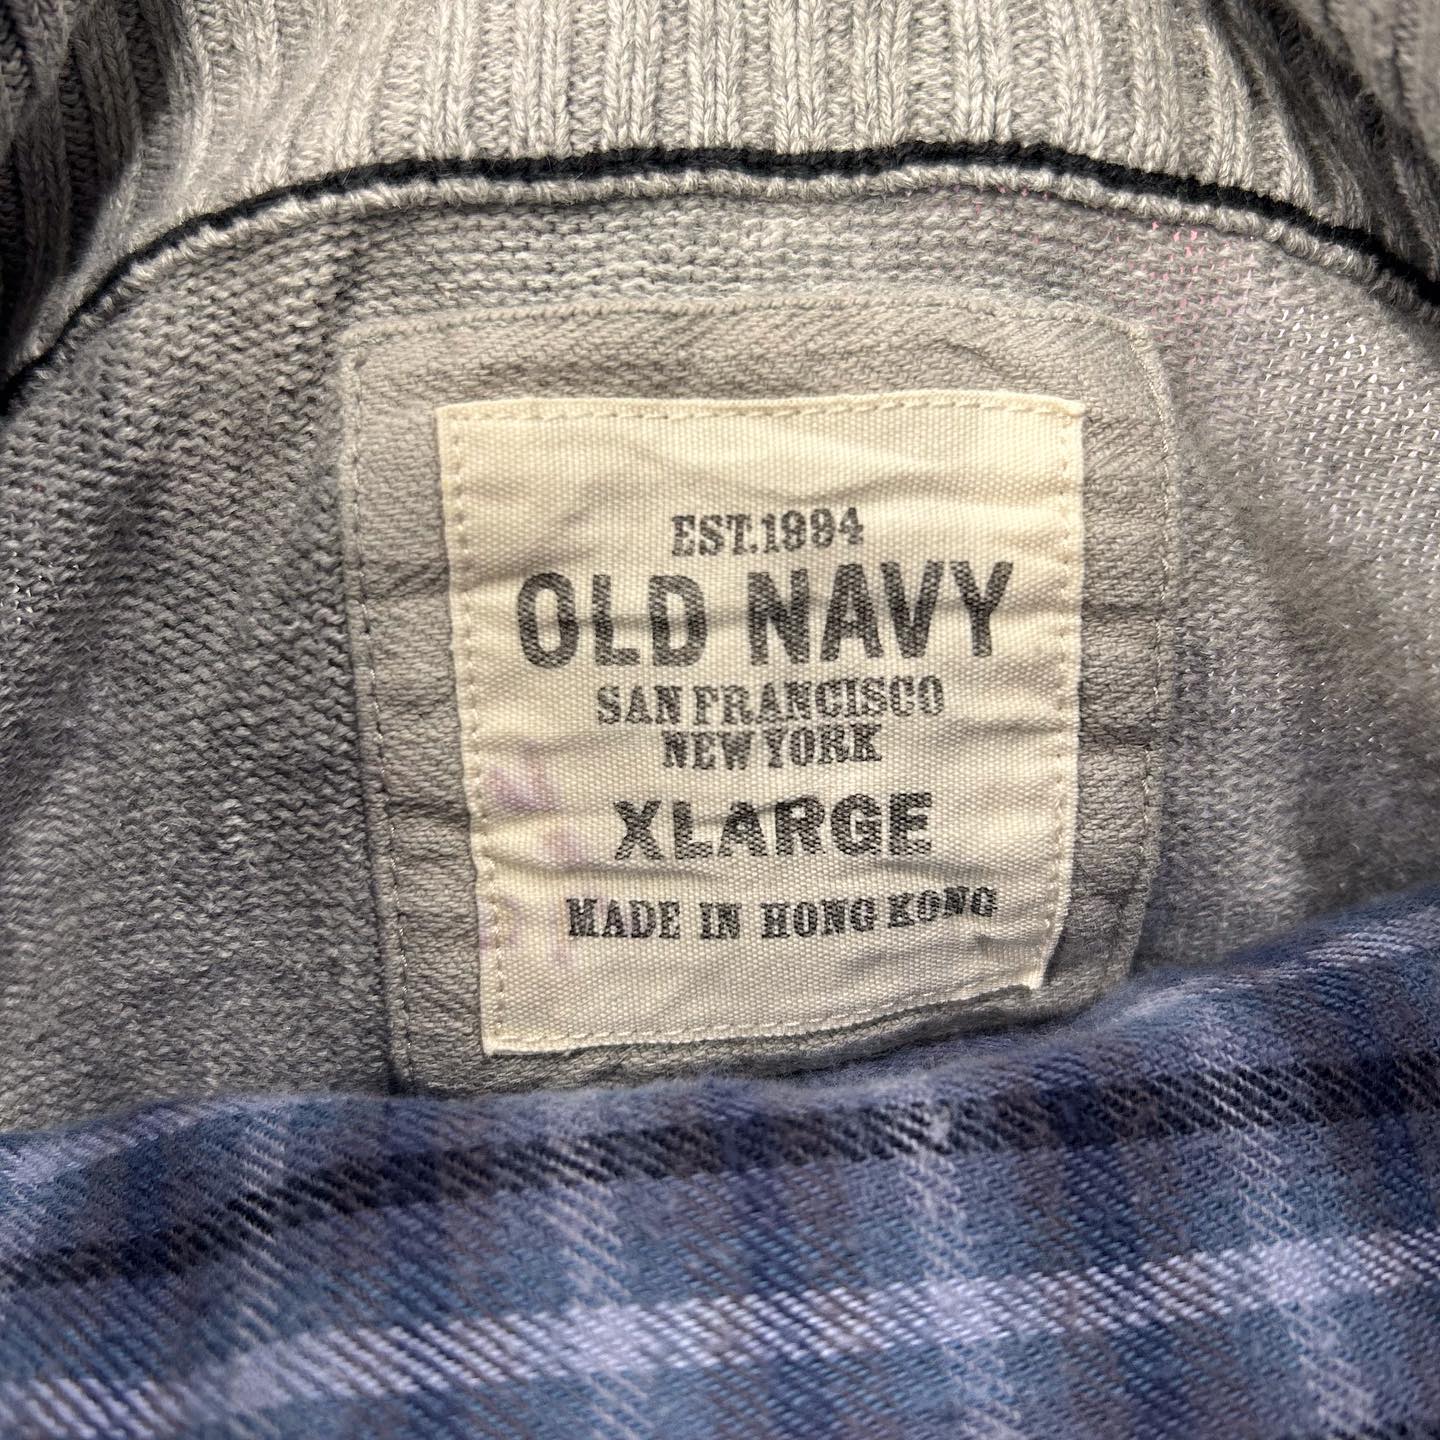 EST.1994
OLD NAVY
SAN FRANCISCO
NEW YORK
XLARGE
MADE IN HONG KONG